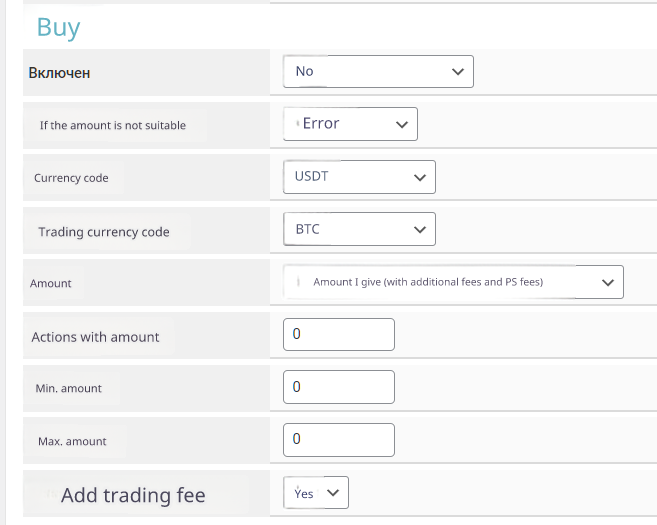 Buy
Включен No
If the amount is not suitable Error
Currency code USDT
Trading currency code BTC
Amount Amount I give (with additional fees and PS fees)
Actions with amount 0
Min. amount 0
Max. amount 0
Add trading fee Yes